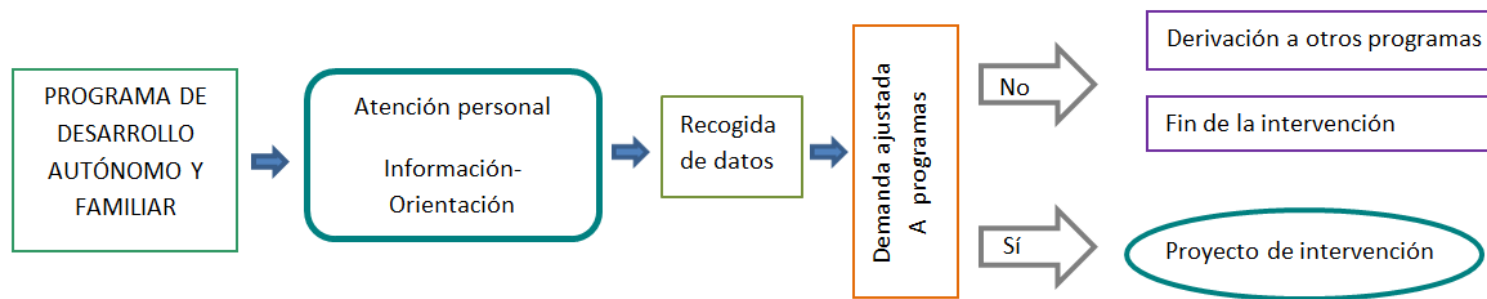 PROGRAMA DE
DESARROLLO
AUTÓNOMO Y
FAMILIAR
Atención personal
Información-
Orientación
Recogida
de datos
Demanda ajustada
A programas
No
Derivación a otros programas
Fin de la intervención
Sí
Proyecto de intervención